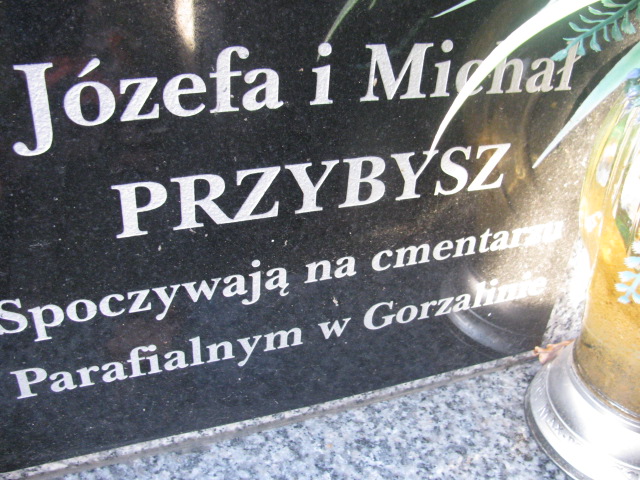 Józefa i Michał
PRZYBYSZ
Spoczywają na cmentarzu
Parafialnym w Gorzalinie